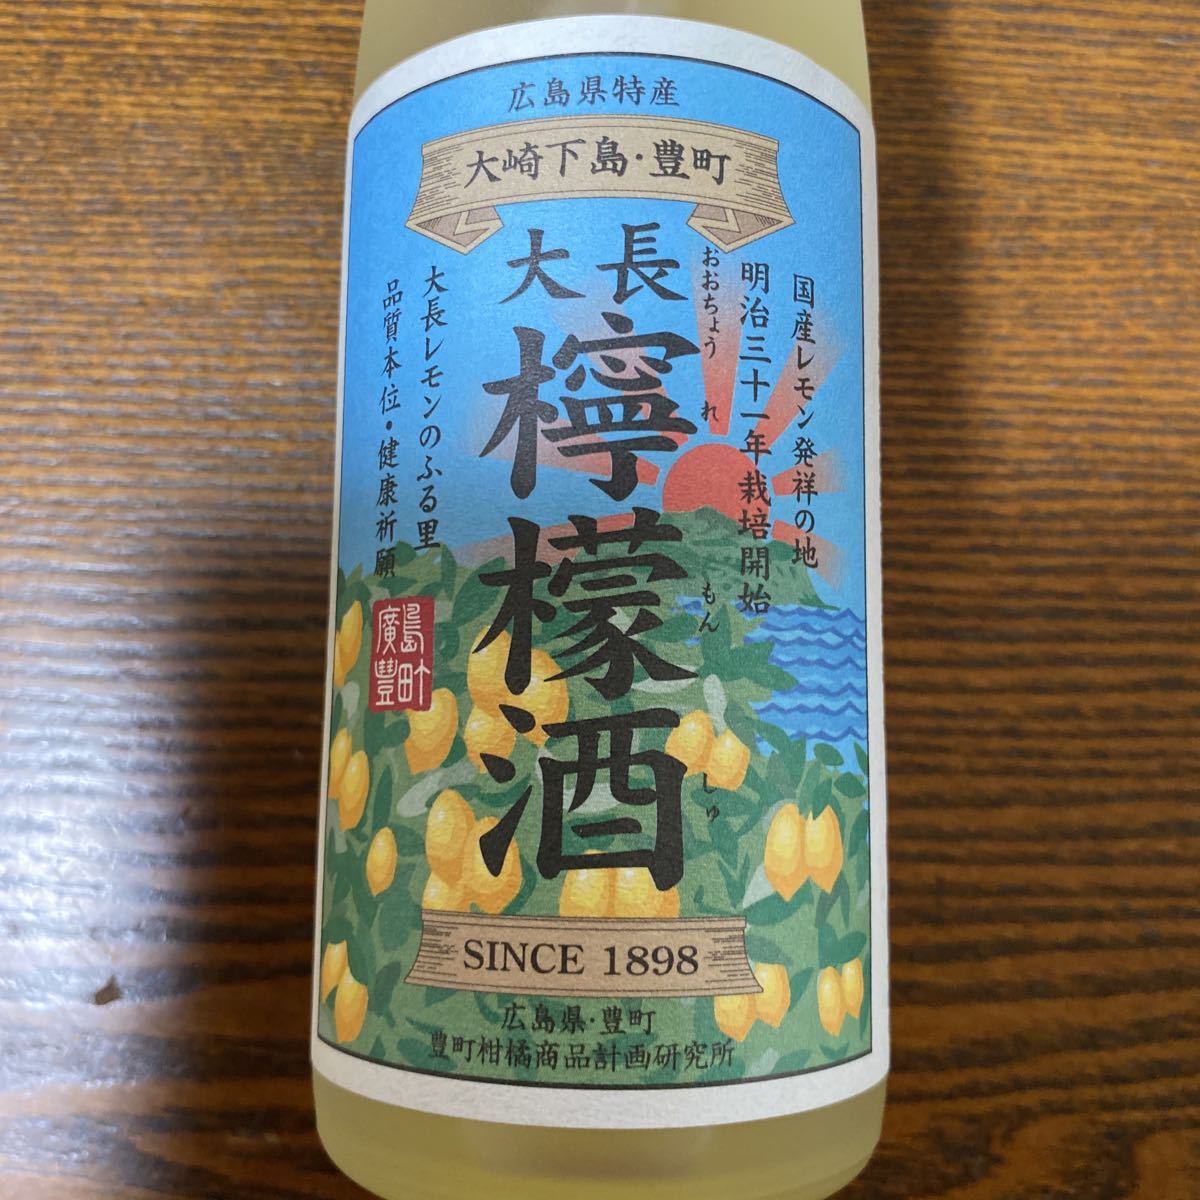 広島県特産
大崎下島・豊町
国産レモン発祥の地
明治三十一年栽培開始
大長
檸檬酒
おおちょう
れ
もん
しゅ
大長レモンのふる里
品質本位・健康祈願
廣島
豐町
SINCE 1898
広島県・豊町
豊町柑橘商品計画研究所